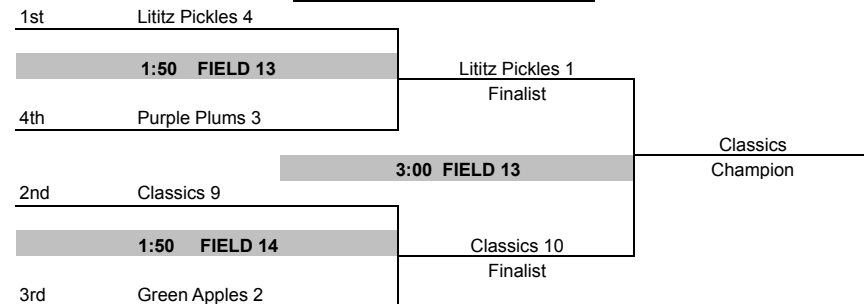 1st Lititz Pickles 4
1:50 FIELD 13
Lititz Pickles 1
Finalist
4th Purple Plums 3
Classics
3:00 FIELD 13
Champion
2nd Classics 9
1:50 FIELD 14
Classics 10
Finalist
3rd Green Apples 2